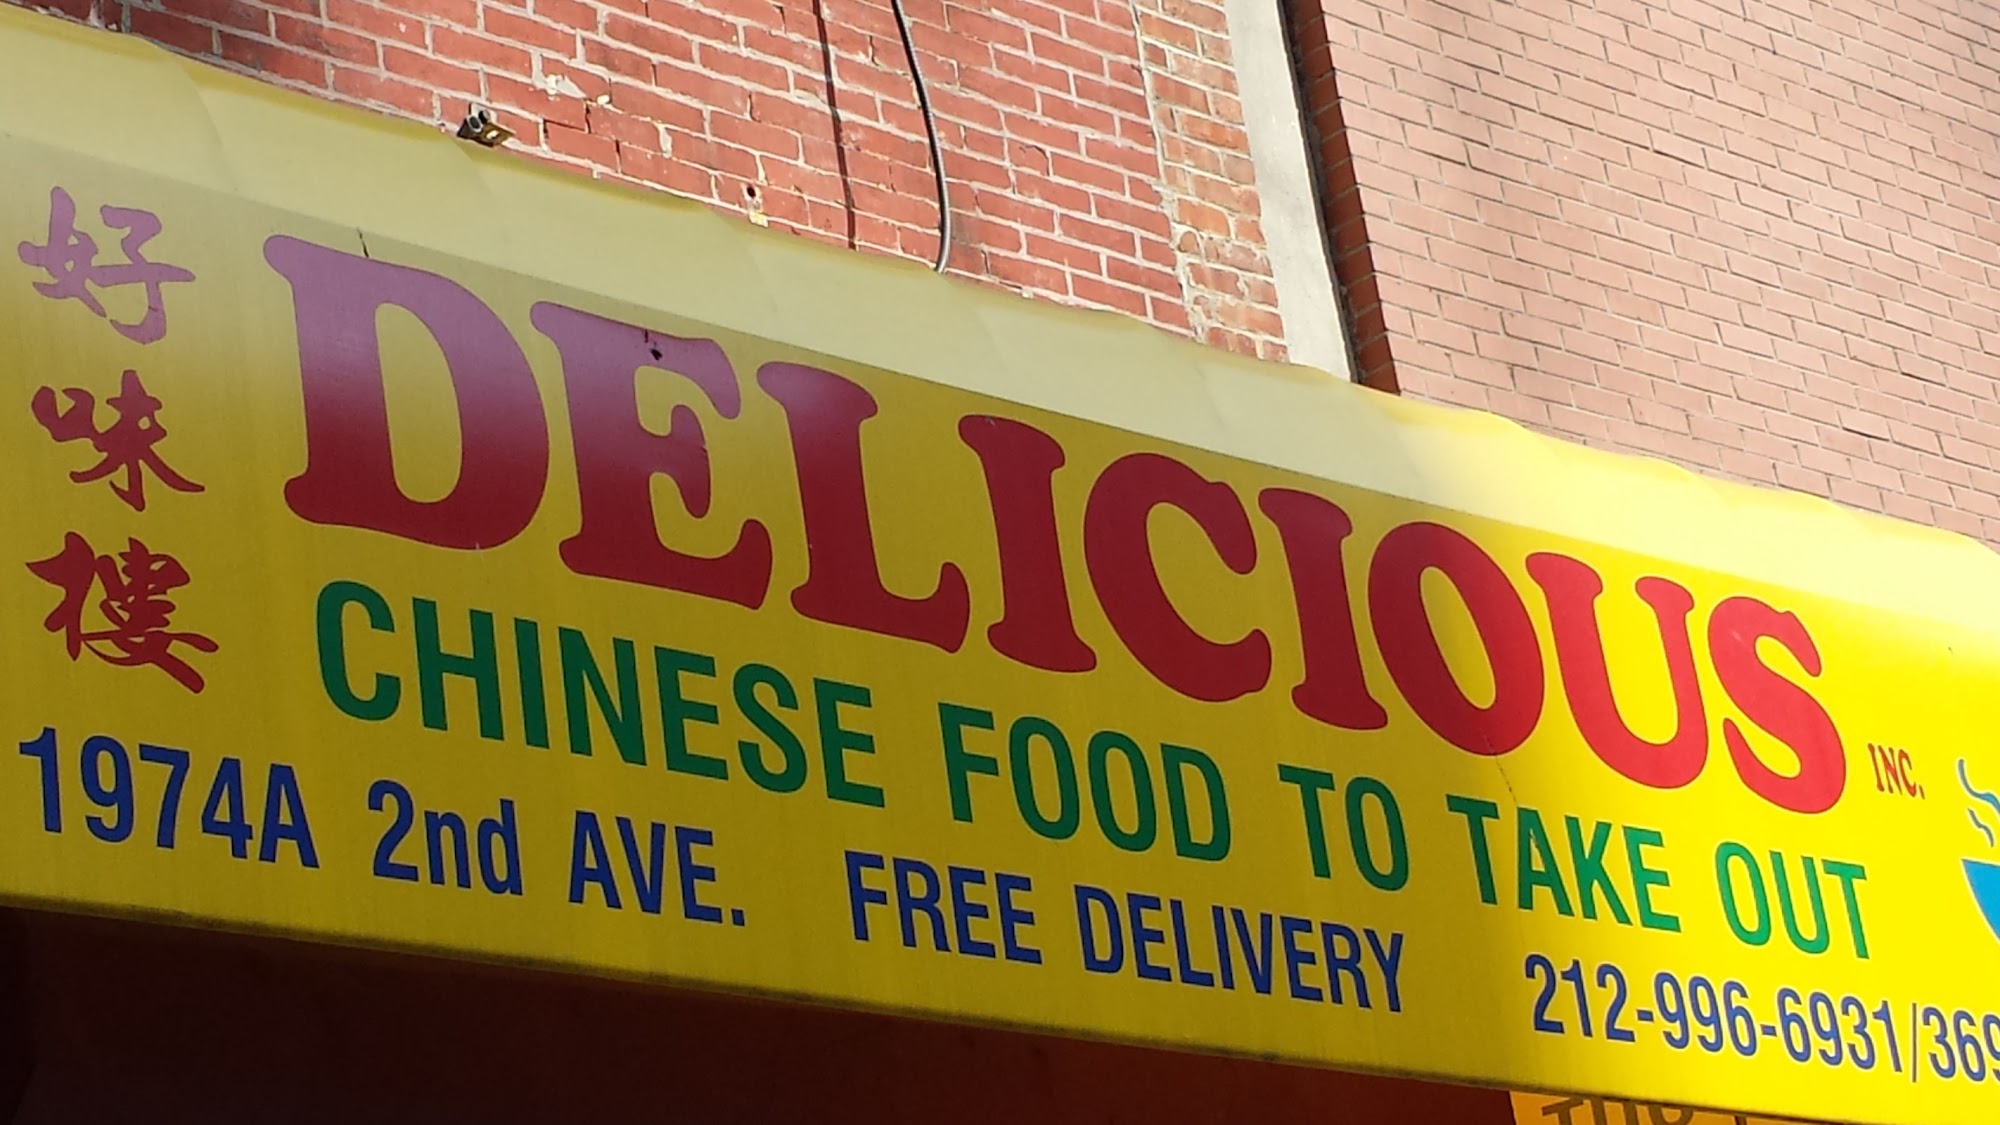 好味樓
DELICIOUS INC.
CHINESE FOOD TO TAKE OUT
1974A 2nd AVE. FREE DELIVERY 212-996-6931/369